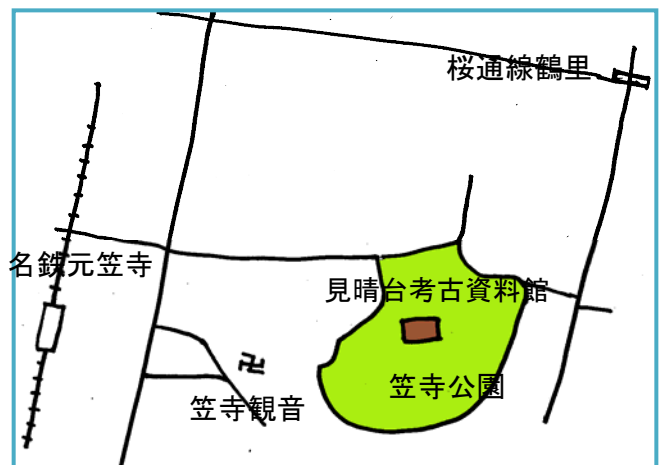 桜通線鶴里
名鉄元笠寺
見晴台考古資料館
卍
笠寺公園
笠寺観音